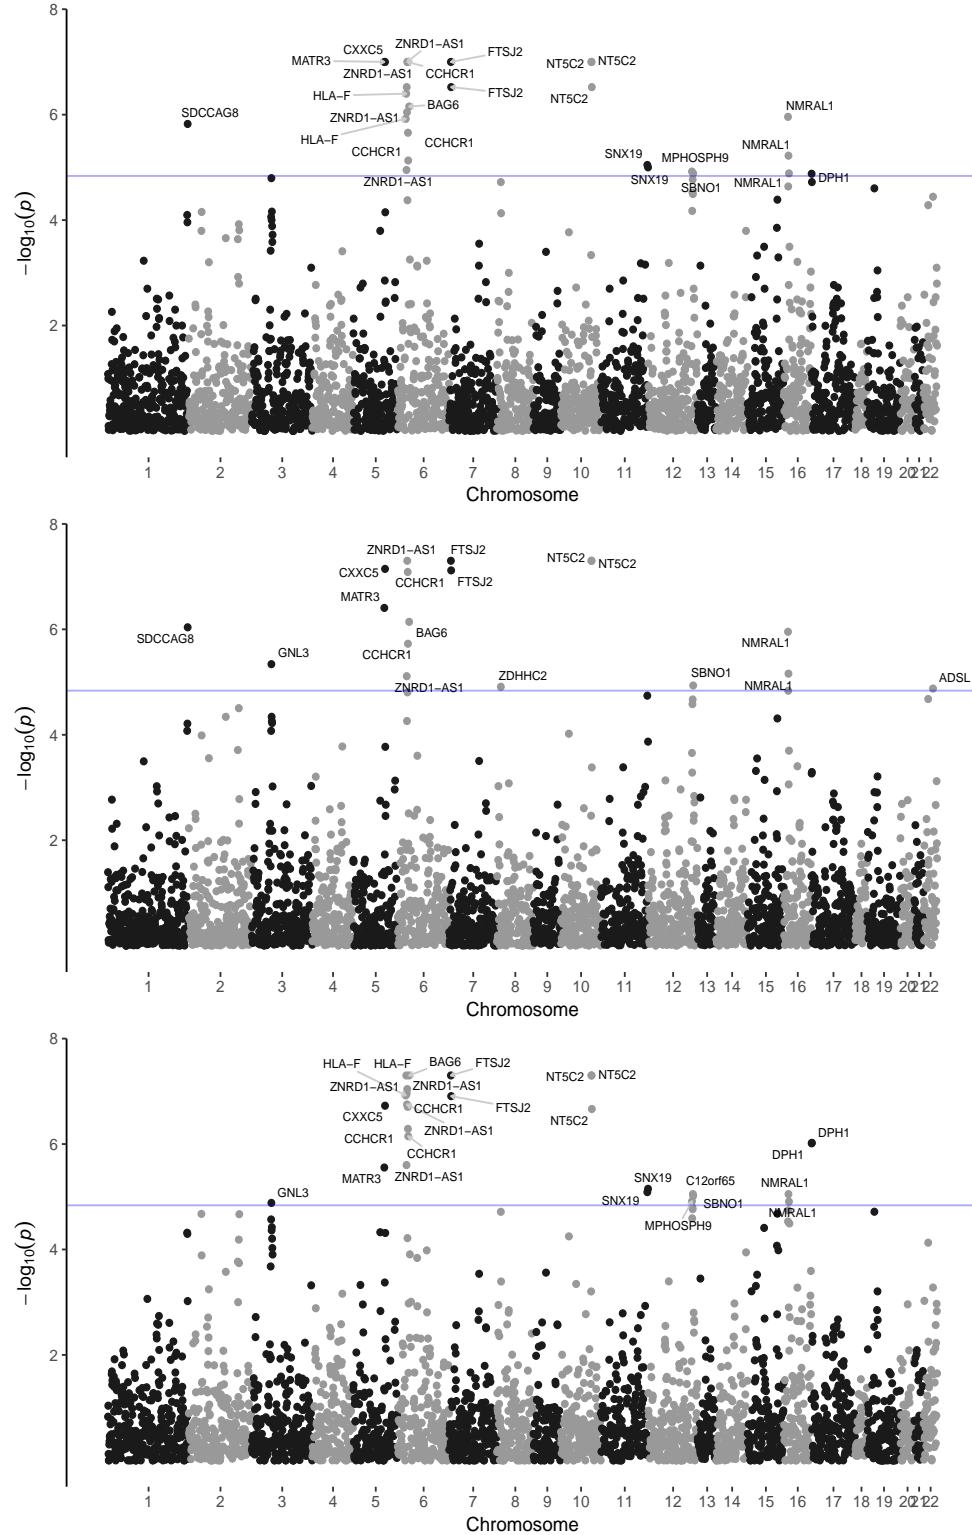 8
ZNRD1−AS1
CXXC5
FTSJ2
MATR3
NT5C2 NT5C2
ZNRD1−AS1 CCHCR1
HLA−F
FTSJ2
NT5C2
BAG6
NMRAL1
6
SDCCAG8
ZNRD1−AS1
HLA−F
CCHCR1
NMRAL1
CCHCR1
SNX19
MPHOSPH9
ZNRD1−AS1
SNX19
SBNO1
NMRAL1
DPH1
−log10(p)
4
2
1 2 3 4 5 6 7 8 9 10 11 12 13 14 15 16 17 18 19 20 21 22
Chromosome
8
ZNRD1−AS1 FTSJ2
NT5C2 NT5C2
CXXC5
CCHCR1 FTSJ2
MATR3
6
SDCCAG8
BAG6
NMRAL1
GNL3
CCHCR1
ZDHHC2
SBNO1
ADSL
ZNRD1−AS1
NMRAL1
−log10(p)
4
2
1 2 3 4 5 6 7 8 9 10 11 12 13 14 15 16 17 18 19 20 21 22
Chromosome
8
HLA−F HLA−F BAG6 FTSJ2
NT5C2 NT5C2
ZNRD1−AS1 ZNRD1−AS1
CXXC5 CCHCR1 FTSJ2
NT5C2
ZNRD1−AS1
CCHCR1
DPH1
6
CCHCR1
DPH1
MATR3 ZNRD1−AS1
SNX19
C12orf65
NMRAL1
GNL3
SNX19
SBNO1
NMRAL1
MPHOSPH9
−log10(p)
4
2
1 2 3 4 5 6 7 8 9 10 11 12 13 14 15 16 17 18 19 20 21 22
Chromosome